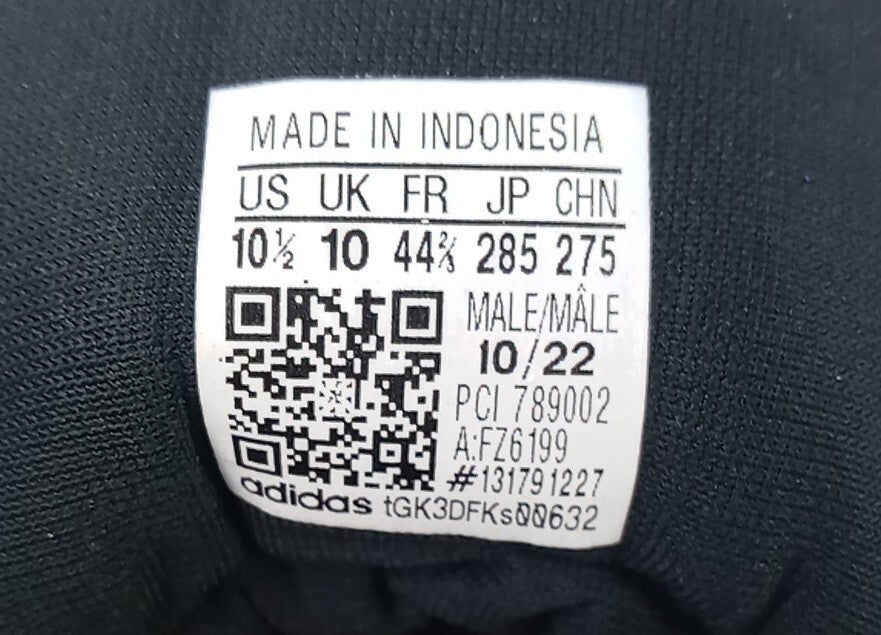 MADE IN INDONESIA
US UK FR JP CHN
10½ 10 44⅔ 285 275
MALE/MÂLE
10/22
PCI 789002
A:FZ6199
#131791227
adidas tGK3DFKs00632